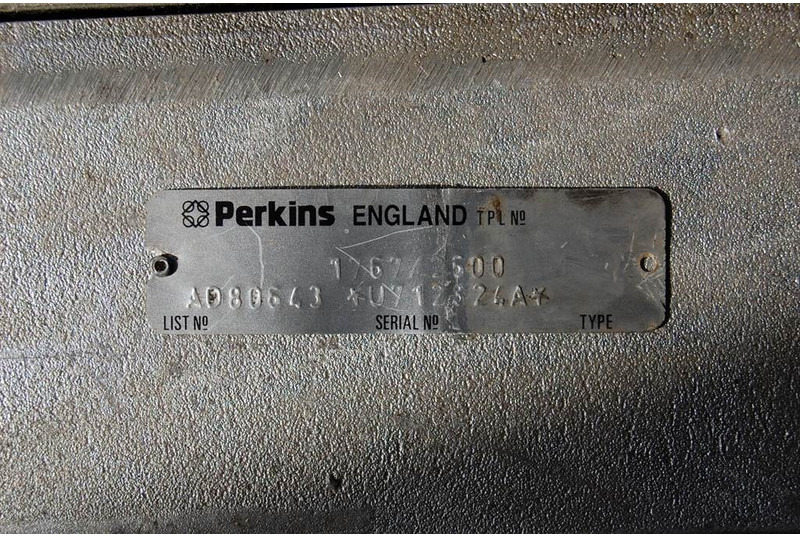 Perkins ENGLAND TPL Nº
AD80643
LIST Nº SERIAL Nº TYPE